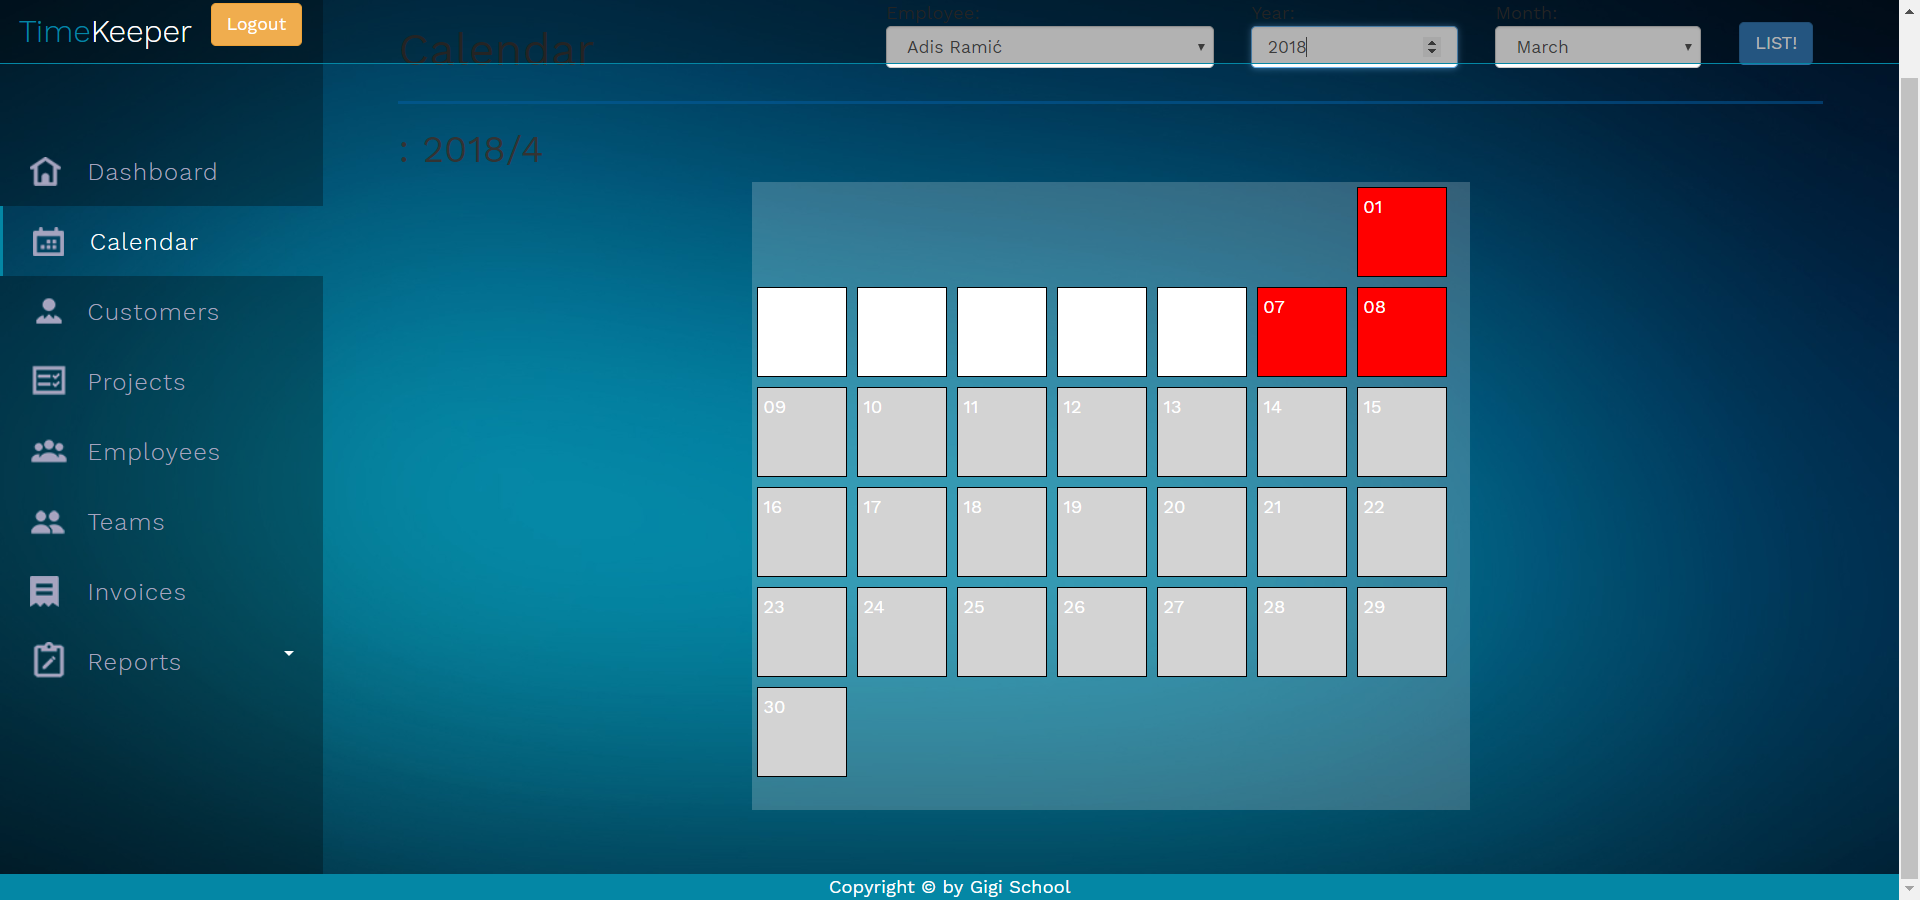 TimeKeeper
Logout
Calendar
Employee:
Adis Ramić
Year:
2018
Month:
March
LIST!
Dashboard
Calendar
Customers
Projects
Employees
Teams
Invoices
Reports
: 2018/4
01
07 08
09 10 11 12 13 14 15
16 17 18 19 20 21 22
23 24 25 26 27 28 29
30
Copyright © by Gigi School